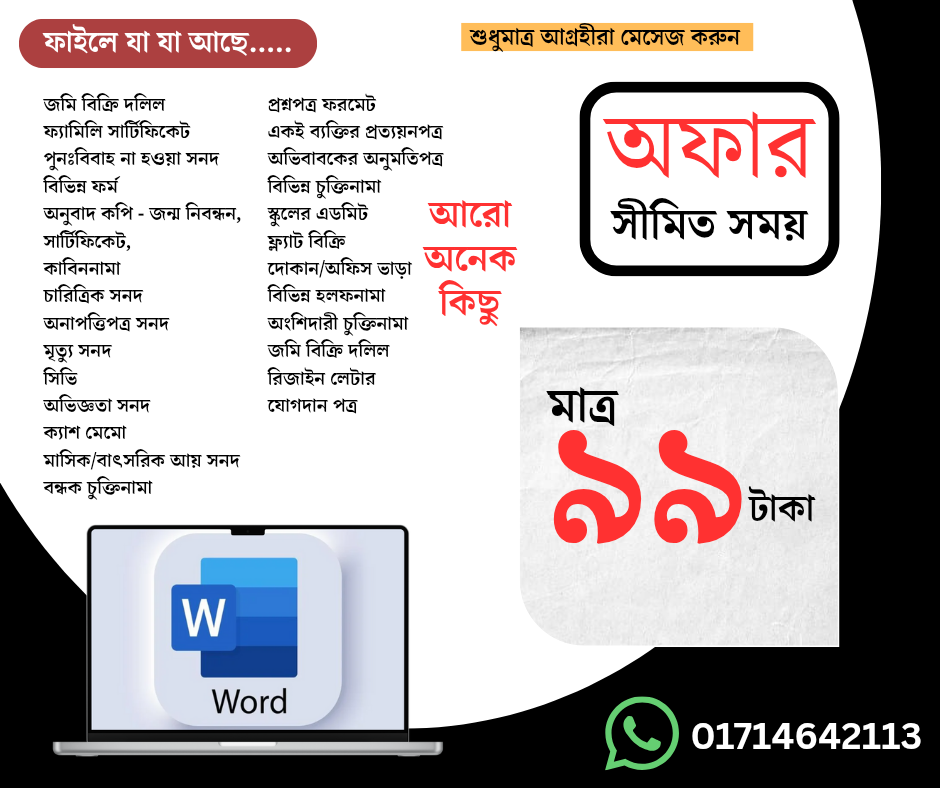 ফাইলে যা যা আছে.....
শুধুমাত্র আগ্রহীরা মেসেজ করুন
জমি বিক্রি দলিল
ফ্যামিলি সার্টিফিকেট
পুনঃবিবাহ না হওয়া সনদ
বিভিন্ন ফর্ম
অনুবাদ কপি - জন্ম নিবন্ধন,
সার্টিফিকেট,
কাবিননামা
চারিত্রিক সনদ
অনাপত্তিপত্র সনদ
মৃত্যু সনদ
সিভি
অভিজ্ঞতা সনদ
ক্যাশ মেমো
মাসিক/বাৎসরিক আয় সনদ
বন্ধক চুক্তিনামা
প্রশ্নপত্র ফরমেট
একই ব্যক্তির প্রত্যয়নপত্র
অভিবাবকের অনুমতিপত্র
বিভিন্ন চুক্তিনামা
স্কুলের এডমিট
ফ্ল্যাট বিক্রি
দোকান/অফিস ভাড়া
বিভিন্ন হলফনামা
অংশিদারী চুক্তিনামা
জমি বিক্রি দলিল
রিজাইন লেটার
যোগদান পত্র
আরো
অনেক
কিছু
অফার
সীমিত সময়
মাত্র
৯৯
টাকা
W
Word
01714642113